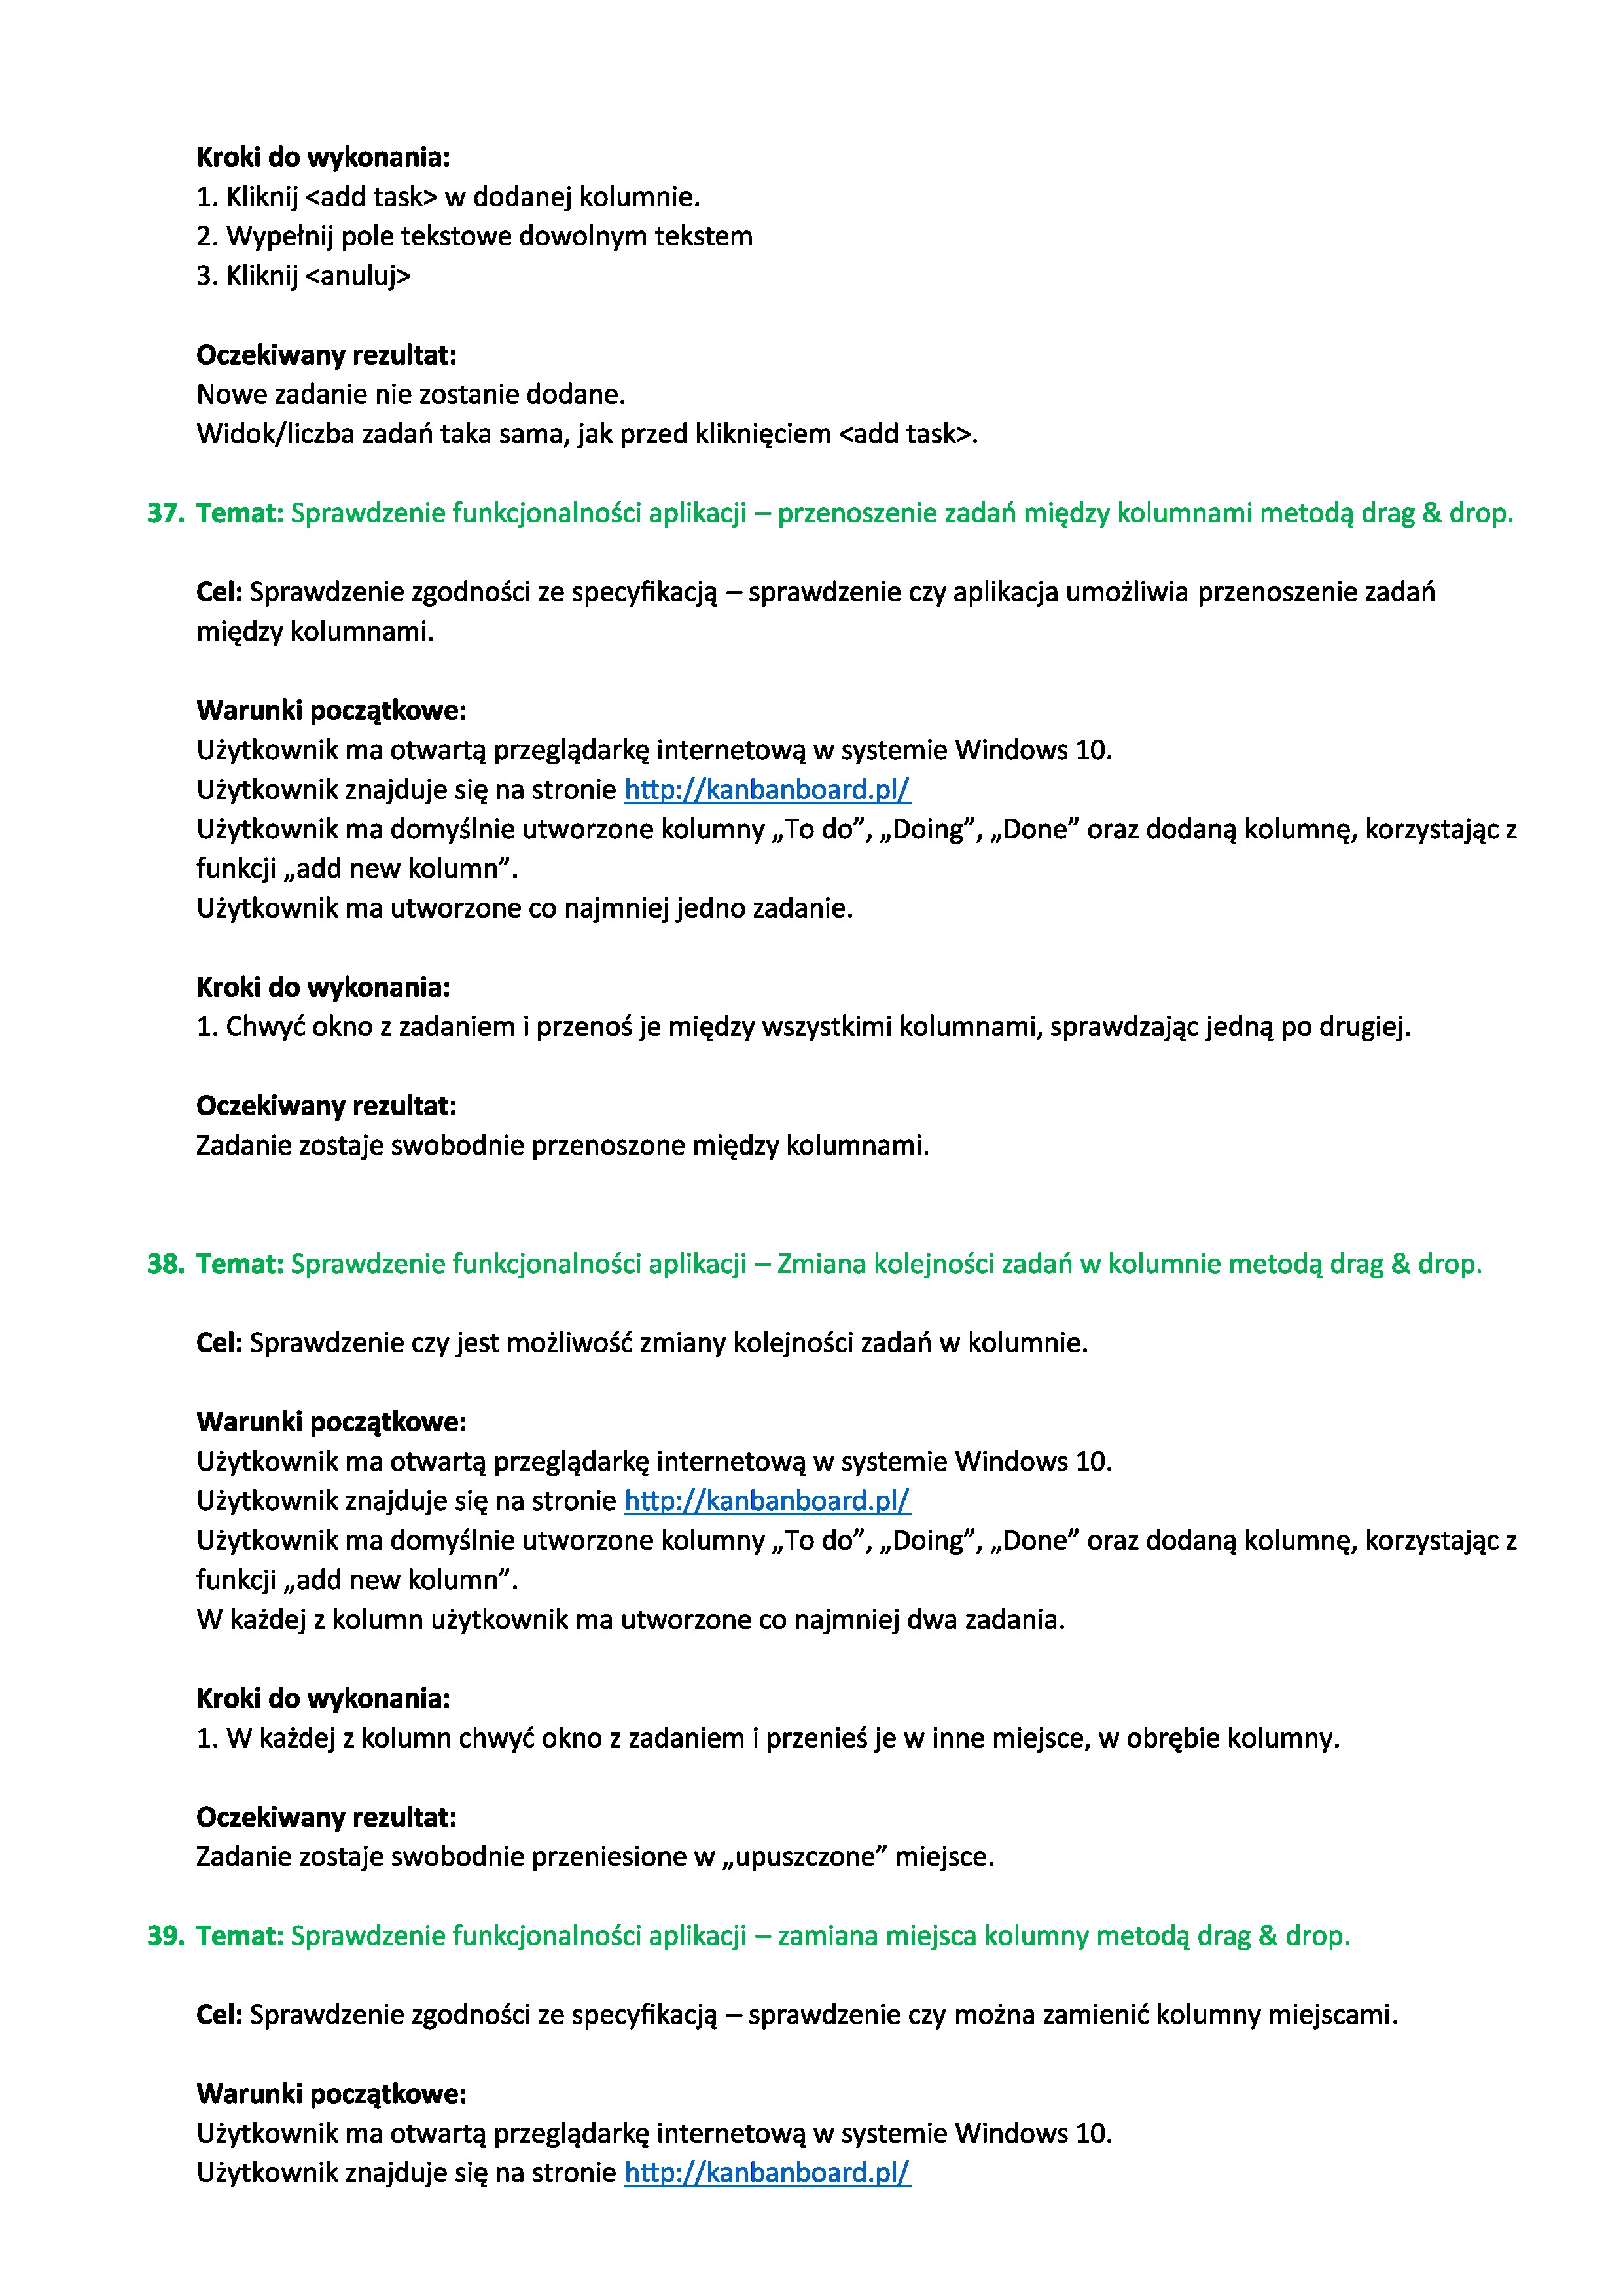 Kroki do wykonania:
1. Kliknij <add task> w dodanej kolumnie.
2. Wypełnij pole tekstowe dowolnym tekstem
3. Kliknij <anuluj>
Oczekiwany rezultat:
Nowe zadanie nie zostanie dodane.
Widok/liczba zadań taka sama, jak przed kliknięciem <add task>.
37. Temat: Sprawdzenie funkcjonalności aplikacji – przenoszenie zadań między kolumnami metodą drag & drop.
Cel: Sprawdzenie zgodności ze specyfikacją – sprawdzenie czy aplikacja umożliwia przenoszenie zadań
między kolumnami.
Warunki początkowe:
Użytkownik ma otwartą przeglądarkę internetową w systemie Windows 10.
Użytkownik znajduje się na stronie http://kanbanboard.pl/
Użytkownik ma domyślnie utworzone kolumny „To do”, „Doing”, „Done” oraz dodaną kolumnę, korzystając z
funkcji „add new kolumn”.
Użytkownik ma utworzone co najmniej jedno zadanie.
Kroki do wykonania:
1. Chwyć okno z zadaniem i przenoś je między wszystkimi kolumnami, sprawdzając jedną po drugiej.
Oczekiwany rezultat:
Zadanie zostaje swobodnie przenoszone między kolumnami.
38. Temat: Sprawdzenie funkcjonalności aplikacji – Zmiana kolejności zadań w kolumnie metodą drag & drop.
Cel: Sprawdzenie czy jest możliwość zmiany kolejności zadań w kolumnie.
Warunki początkowe:
Użytkownik ma otwartą przeglądarkę internetową w systemie Windows 10.
Użytkownik znajduje się na stronie http://kanbanboard.pl/
Użytkownik ma domyślnie utworzone kolumny „To do”, „Doing”, „Done” oraz dodaną kolumnę, korzystając z
funkcji „add new kolumn”.
W każdej z kolumn użytkownik ma utworzone co najmniej dwa zadania.
Kroki do wykonania:
1. W każdej z kolumn chwyć okno z zadaniem i przenieś je w inne miejsce, w obrębie kolumny.
Oczekiwany rezultat:
Zadanie zostaje swobodnie przeniesione w „upuszczone” miejsce.
39. Temat: Sprawdzenie funkcjonalności aplikacji – zamiana miejsca kolumny metodą drag & drop.
Cel: Sprawdzenie zgodności ze specyfikacją – sprawdzenie czy można zamienić kolumny miejscami.
Warunki początkowe:
Użytkownik ma otwartą przeglądarkę internetową w systemie Windows 10.
Użytkownik znajduje się na stronie http://kanbanboard.pl/